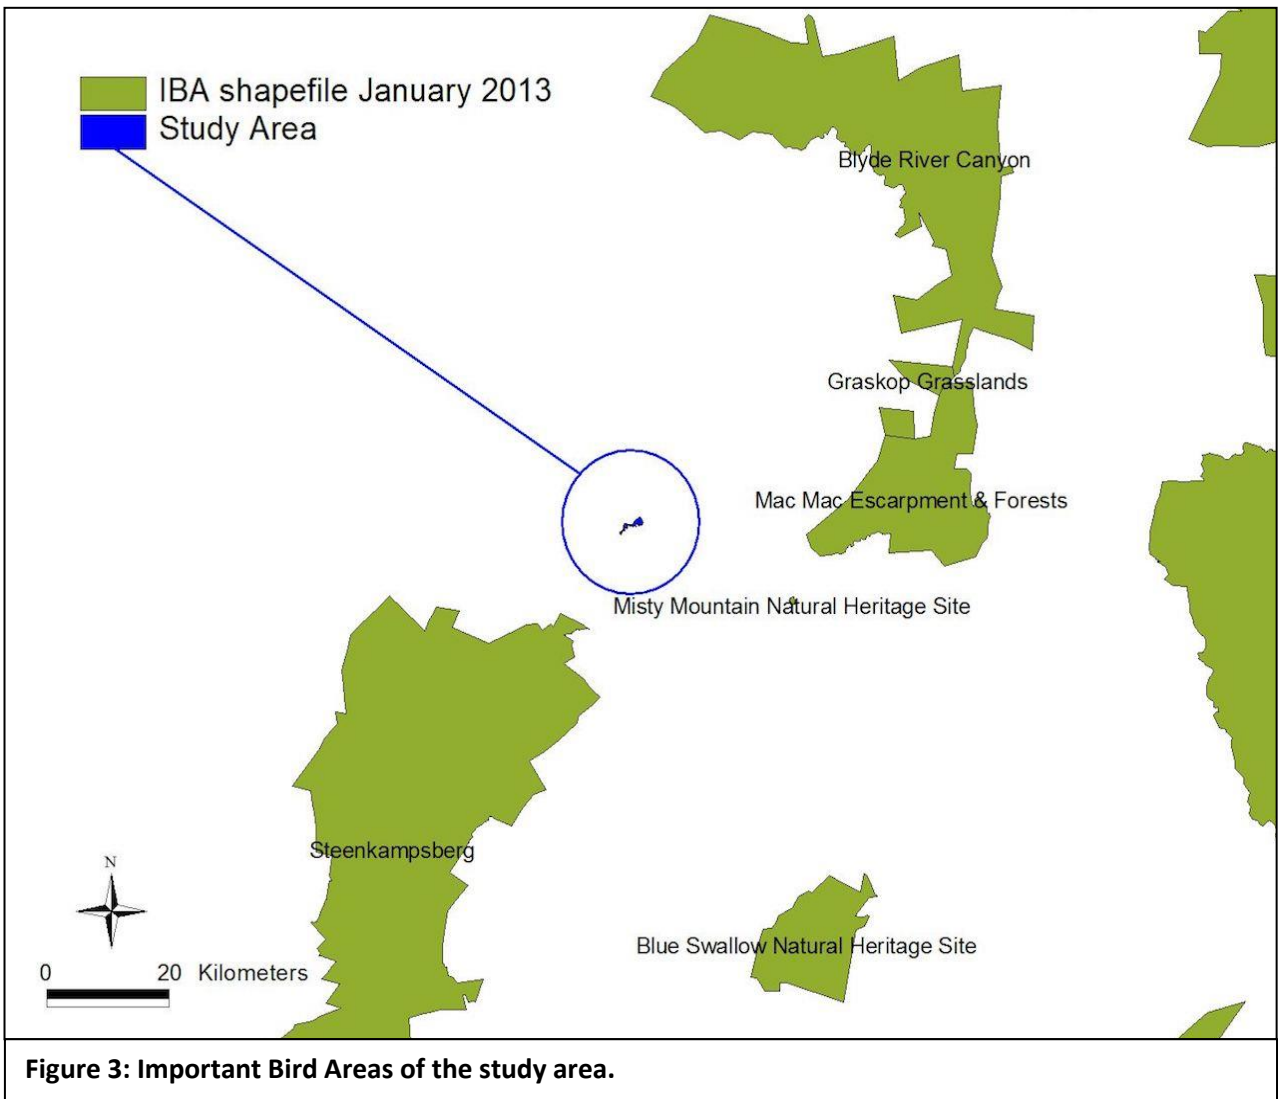 IBA shapefile January 2013
Study Area
Blyde River Canyon
Graskop Grasslands
Mac Mac Escarpment & Forests
Misty Mountain Natural Heritage Site
Steenkampsberg
Blue Swallow Natural Heritage Site
N
0 20 Kilometers
Figure 3: Important Bird Areas of the study area.